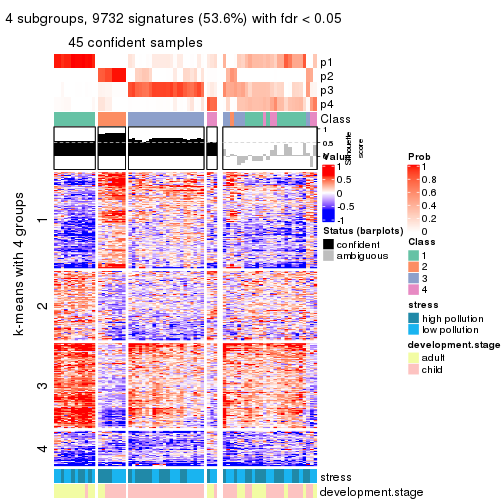 4 subgroups, 9732 signatures (53.6%) with fdr < 0.05
45 confident samples
p1
p2
p3
p4
Class
1
0.5
0
Silhouette
score
k-means with 4 groups
1
2
3
4
stress
development.stage
Value
1
0.5
0
-0.5
-1
Status (barplots)
confident
ambiguous
Prob
1
0.8
0.6
0.4
0.2
0
Class
1
2
3
4
stress
high pollution
low pollution
development.stage
adult
child